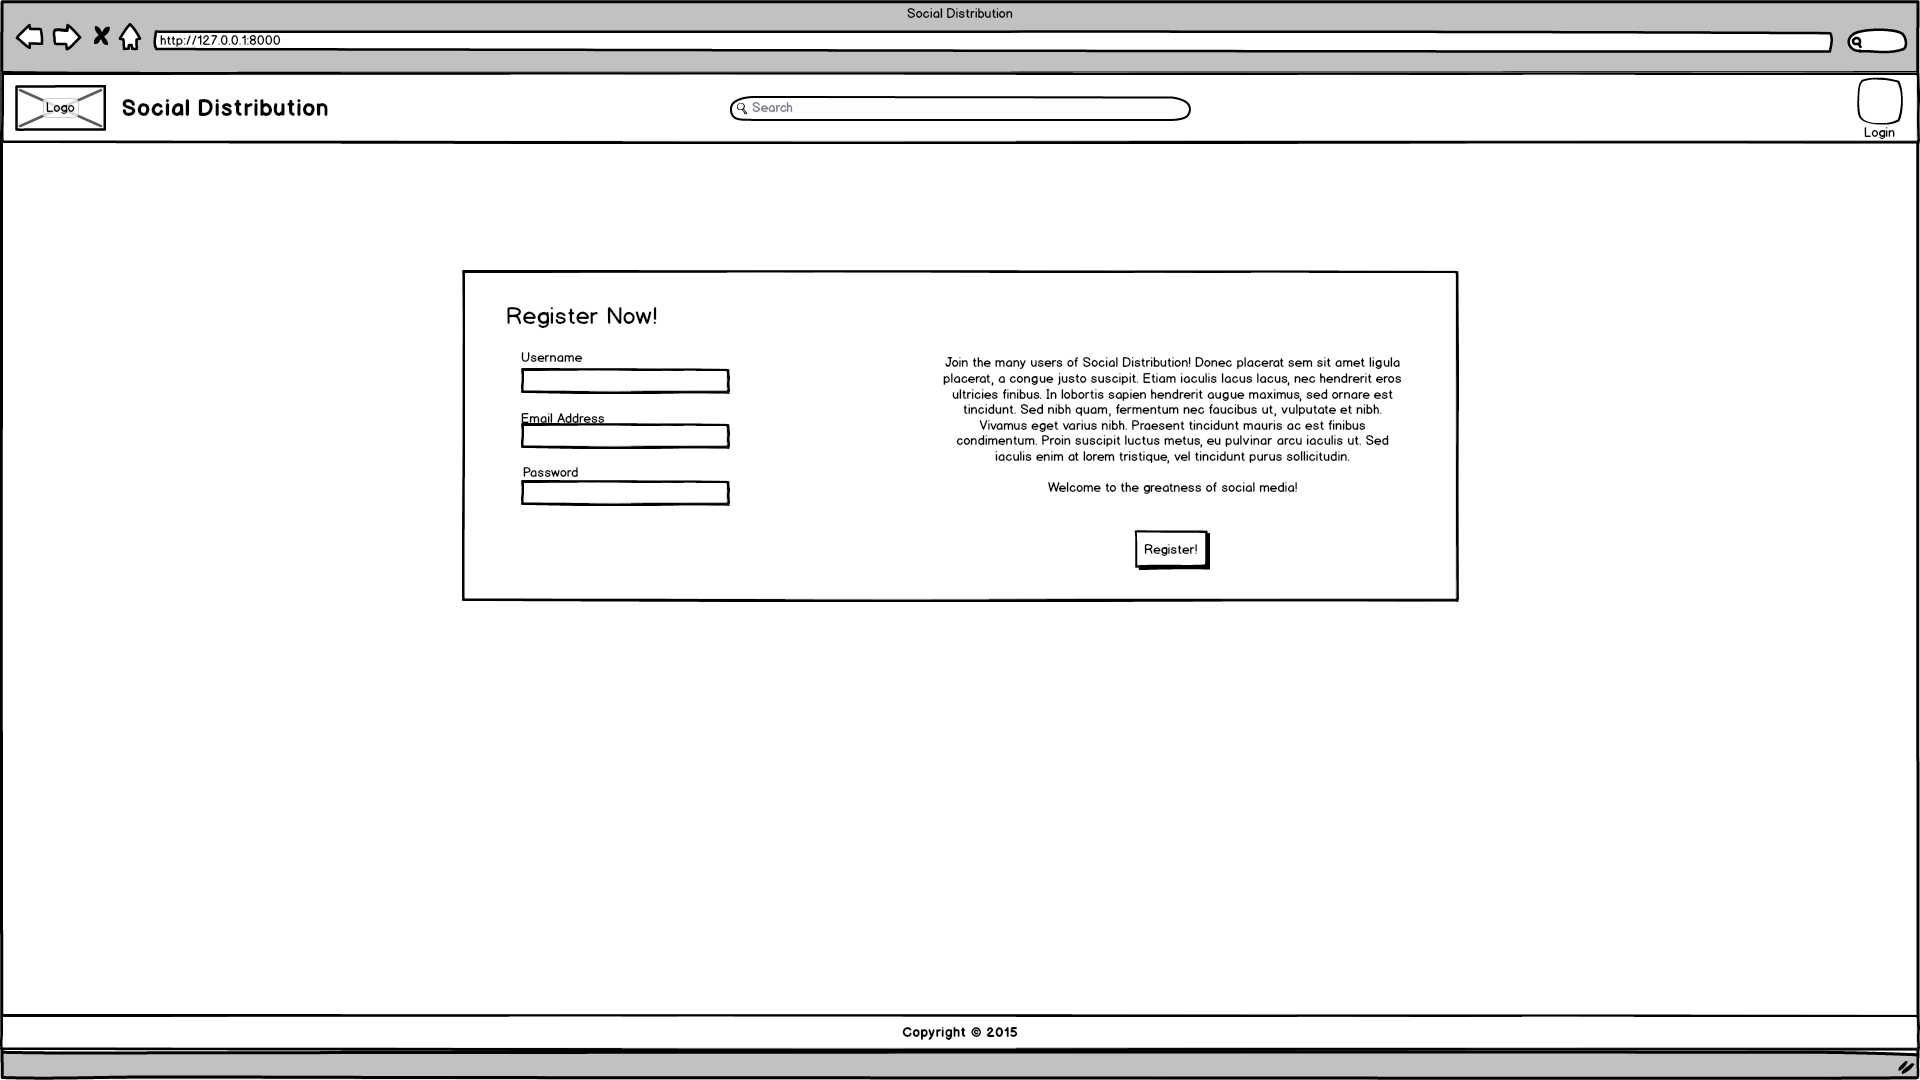 Social Distribution
http://127.0.0.1:8000
Logo
Social Distribution
Search
Login
Register Now!
Username
Email Address
Password
Join the many users of Social Distribution! Donec placerat sem sit amet ligula
placerat, a congue justo suscipit. Etiam iaculis lacus lacus, nec hendrerit eros
ultricies finibus. In lobortis sapien hendrerit augue maximus, sed ornare est
tincidunt. Sed nibh quam, fermentum nec faucibus ut, vulputate et nibh.
Vivamus eget varius nibh. Praesent tincidunt mauris ac est finibus
condimentum. Proin suscipit luctus metus, eu pulvinar arcu iaculis ut. Sed
iaculis enim at lorem tristique, vel tincidunt purus sollicitudin.
Welcome to the greatness of social media!
Register!
Copyright © 2015